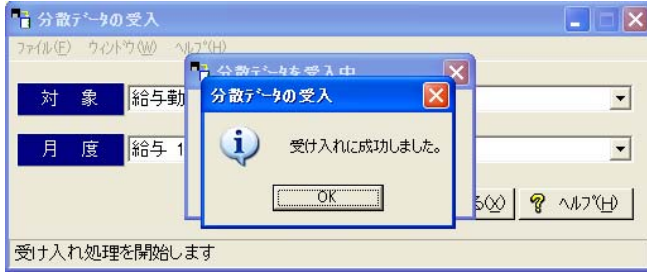 分散ﾃﾞｰﾀの受入
ﾌｧｲﾙ(F) ｳｨﾝﾄﾞｳ(W) ﾍﾙﾌﾟ(H)
分散ﾃﾞｰﾀを受入中
対 象 給与勤
分散ﾃﾞｰﾀの受入
受け入れに成功しました。
月 度 給与 1
OK
る(X) ? ﾍﾙﾌﾟ(H)
受け入れ処理を開始します